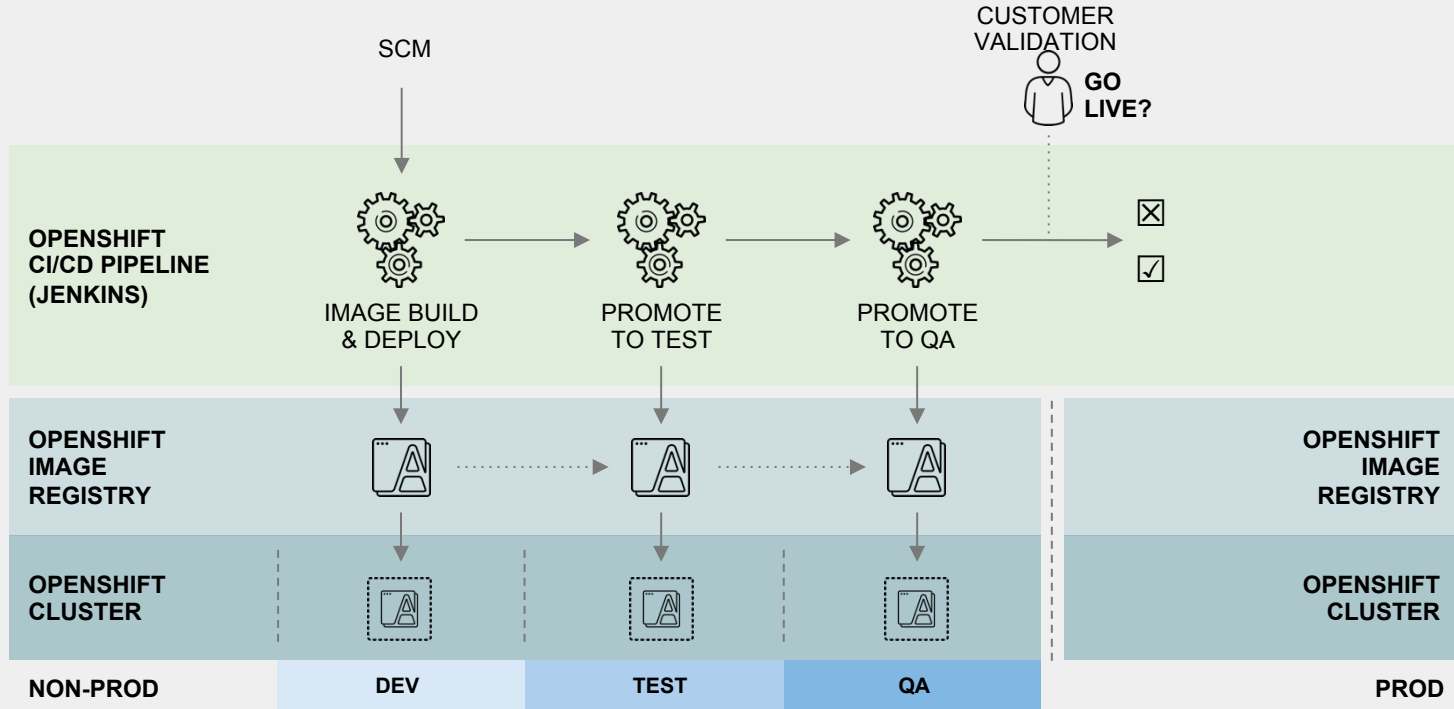 CUSTOMER
VALIDATION
SCM
GO
LIVE?
OPENSHIFT
CI/CD PIPELINE
(JENKINS)
☒
☑
IMAGE BUILD
& DEPLOY
PROMOTE
TO TEST
PROMOTE
TO QA
OPENSHIFT
IMAGE
REGISTRY
A
A
A
OPENSHIFT
IMAGE
REGISTRY
OPENSHIFT
CLUSTER
A
A
A
OPENSHIFT
CLUSTER
NON-PROD
DEV
TEST
QA
PROD